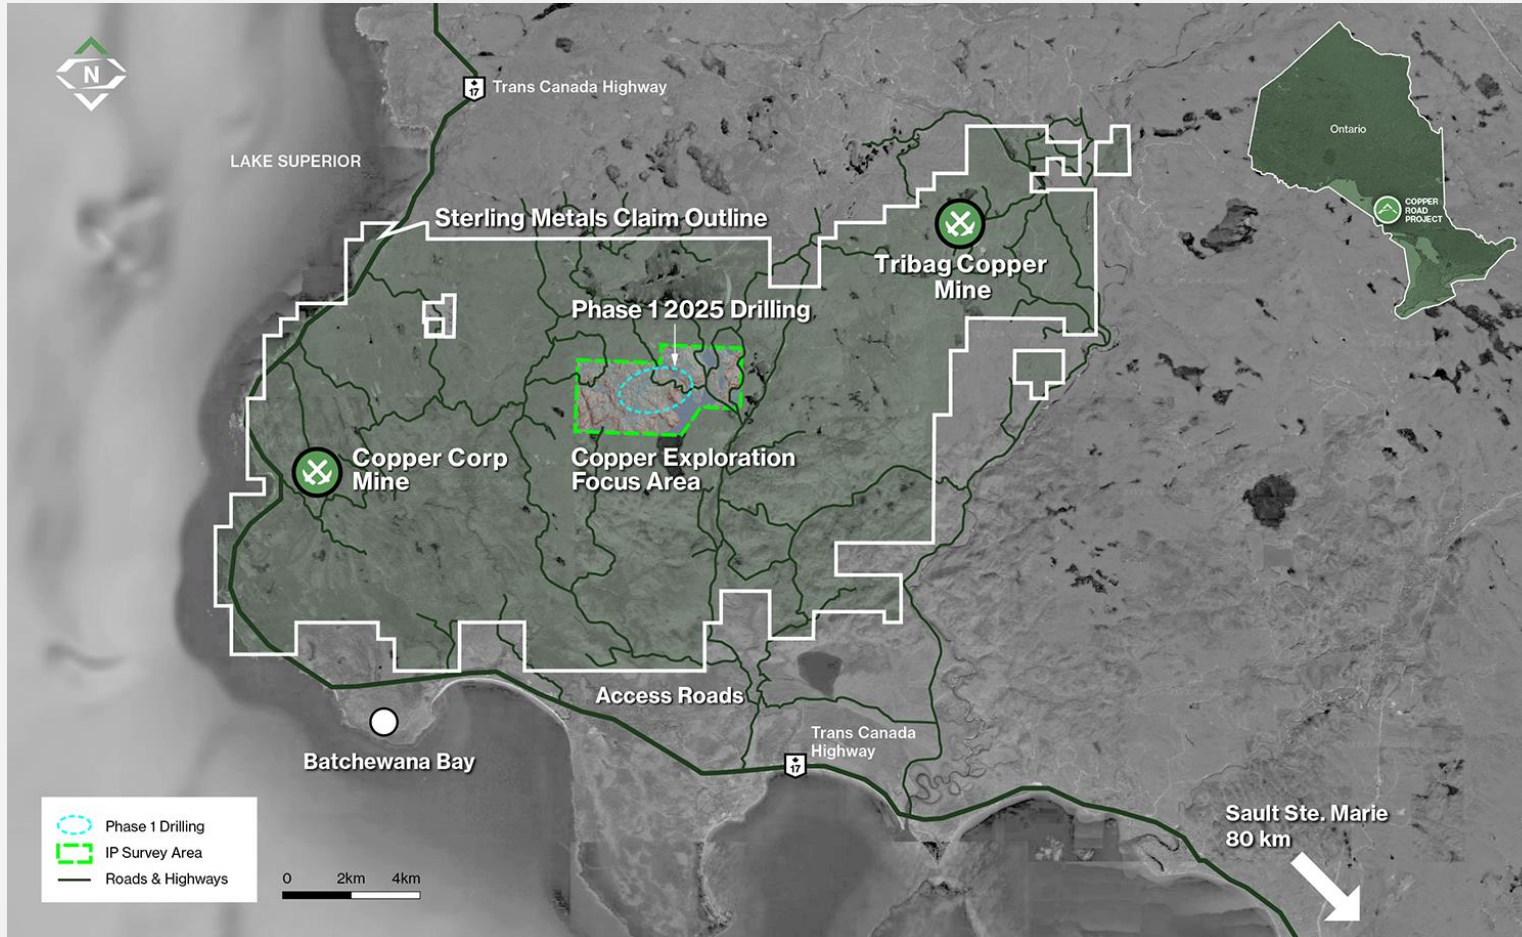 N
17
Trans Canada Highway
LAKE SUPERIOR
Ontario
COPPER
ROAD
PROJECT
Sterling Metals Claim Outline
Tribag Copper
Mine
Phase 1 2025 Drilling
Copper Corp
Mine
Copper Exploration
Focus Area
Access Roads
Trans Canada
Highway
17
Batchewana Bay
Sault Ste. Marie
80 km
Phase 1 Drilling
IP Survey Area
Roads & Highways
0 2km 4km